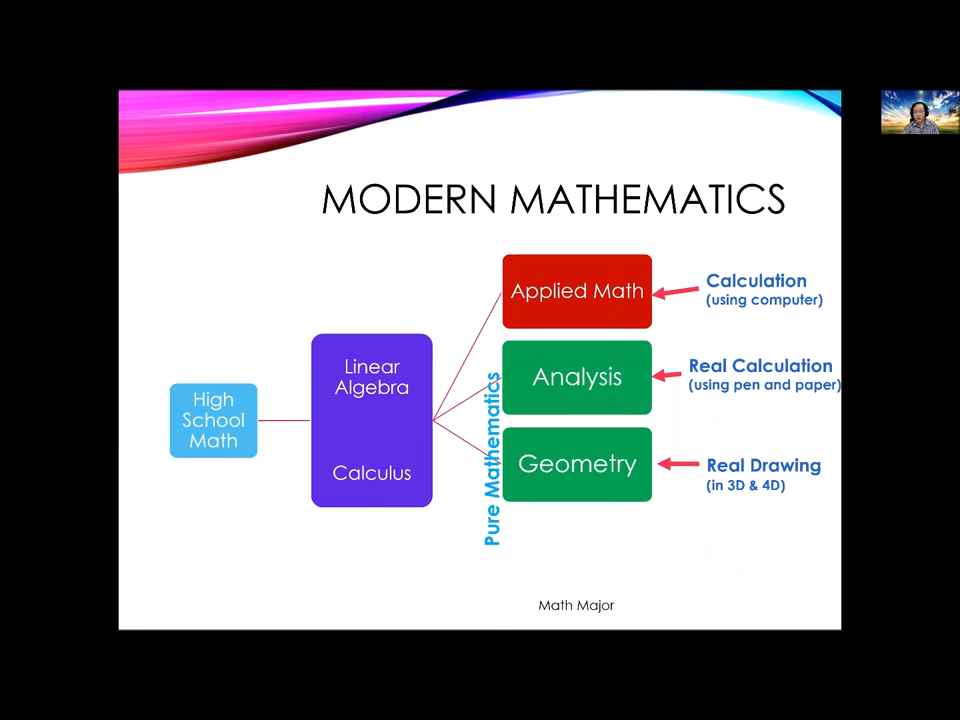 MODERN MATHEMATICS
High
School
Math
Linear
Algebra
Calculus
Pure Mathematics
Applied Math
Calculation
(using computer)
Analysis
Real Calculation
(using pen and paper)
Geometry
Real Drawing
(in 3D & 4D)
Math Major